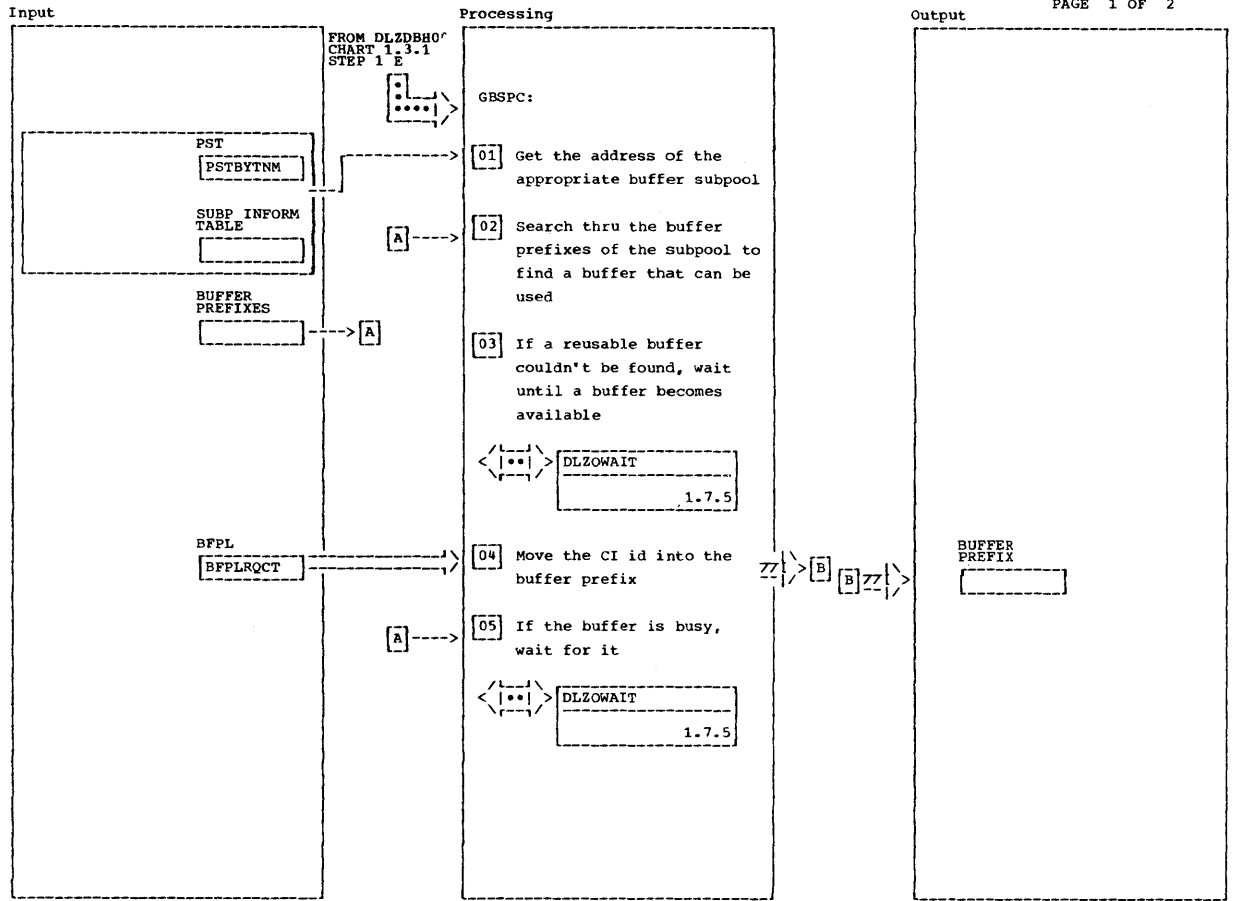 PAGE 1 OF 2
Input
Processing
Output
FROM DLZDBH0
CHART 1.3.1
STEP 1 E
GBSPC:
PST
PSTBYTNM
SUBP INFORM
TABLE
BUFFER
PREFIXES
A
01 Get the address of the
appropriate buffer subpool
A
02 Search thru the buffer
prefixes of the subpool to
find a buffer that can be
used
03 If a reusable buffer
couldn't be found, wait
until a buffer becomes
available
DLZOWAIT
1.7.5
BFPL
BFPLRQCT
04 Move the CI id into the
buffer prefix
B
B
BUFFER
PREFIX
A
05 If the buffer is busy,
wait for it
DLZOWAIT
1.7.5